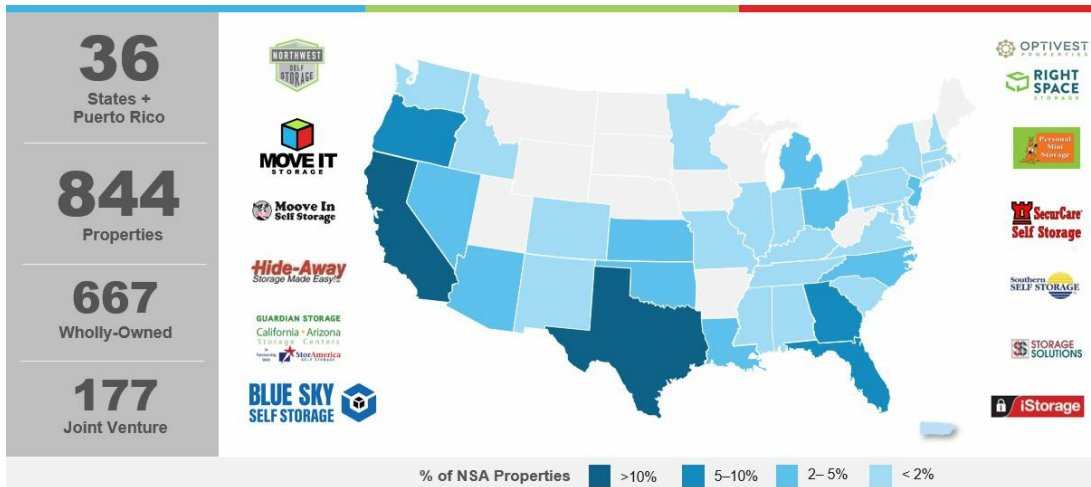 36
States +
Puerto Rico
844
Properties
667
Wholly-Owned
177
Joint Venture
NORTHWEST
SELF
STORAGE
MOVE IT
STORAGE
Moove In
Self Storage
Hide-Away
Storage Made Easy!!
GUARDIAN STORAGE
California • Arizona
Storage Centers
In
Partnership
With
StorAmerica
SELF STORAGE
BLUE SKY
SELF STORAGE
OPTIVEST
PROPERTIES
RIGHT
SPACE
STORAGE
Personal
Mini
Storage
SecurCare
Self Storage
Southern
SELF STORAGE
STORAGE
SOLUTIONS
iStorage
% of NSA Properties
>10%
5–10%
2– 5%
< 2%